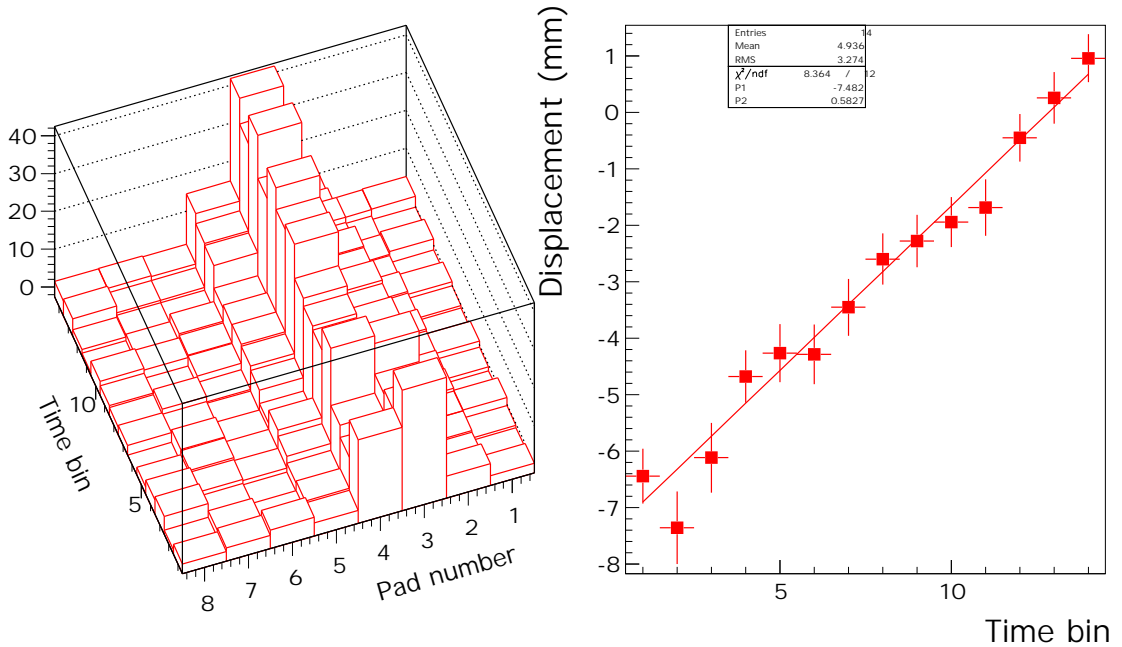 40
30
20
10
0
10
5
Time bin
8
7
6
5
4
3
2
1
Pad number
Displacement (mm)
Entries 14
Mean 4.936
RMS 3.274
χ²/ndf 8.364 / 12
P1 -7.482
P2 0.5827
1
0
-1
-2
-3
-4
-5
-6
-7
-8
5
10
Time bin